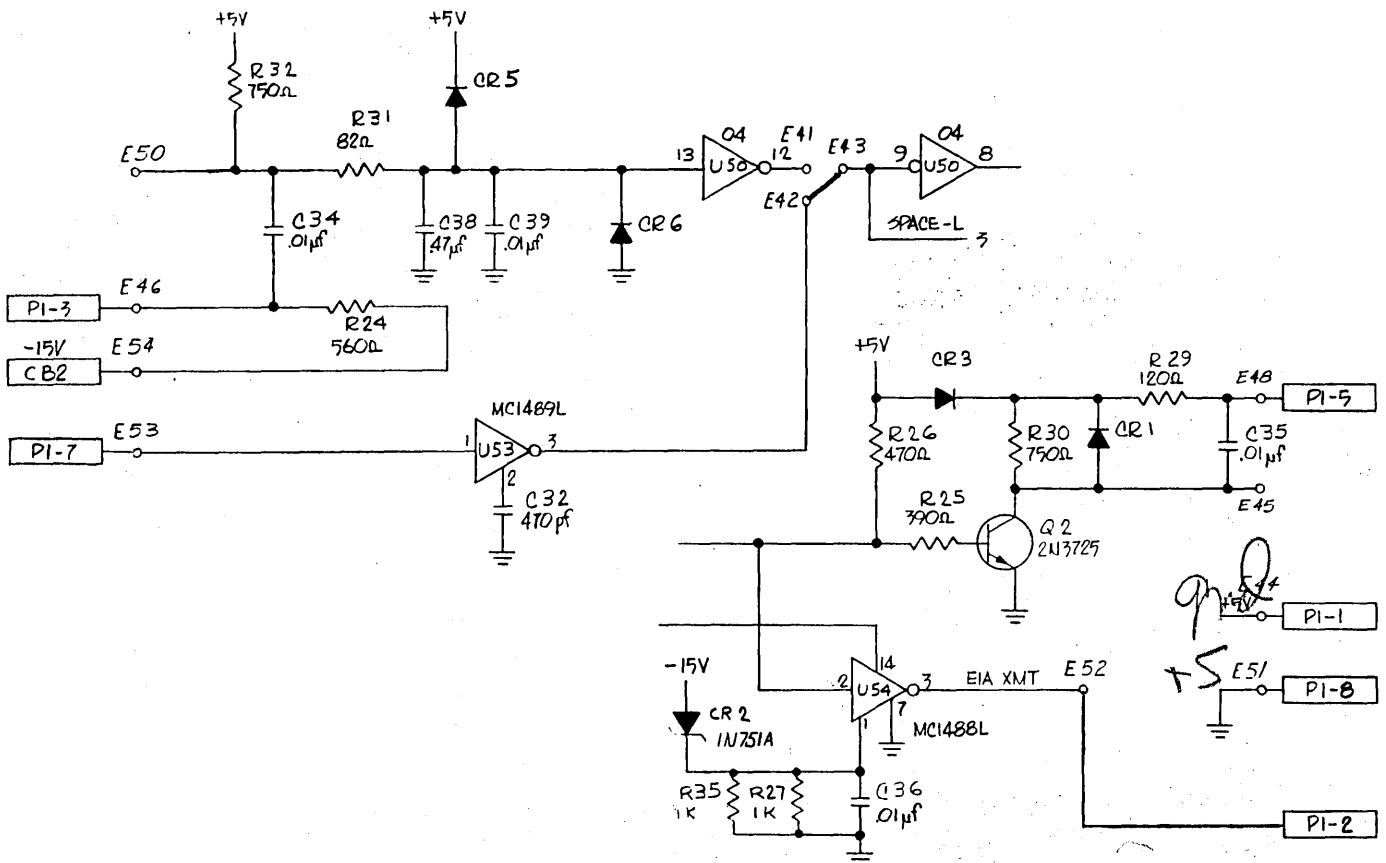 +5V
+5V
R32
750Ω
CR5
R31
82Ω
E50
04
13 U50 12
E41
E43
04
9 U50 8
E42
C34
.01µf
C38
.47µf
C39
.01µf
CR6
SPACE-L 3
P1-3
E46
R24
560Ω
-15V
CB2
E54
P1-7
E53
MC1489L
1 U53 3
2
C32
470pf
+5V
CR3
R29
120Ω
E48
P1-5
R26
470Ω
R30
750Ω
CR1
C35
.01µf
E45
R25
390Ω
Q2
2N3725
E44
+5V
P1-1
+5
E51
P1-8
-15V
CR2
1N751A
14
2 U54 3
7
1
MC1488L
EIA XMT
E52
R35
1K
R27
1K
C36
.01µf
P1-2